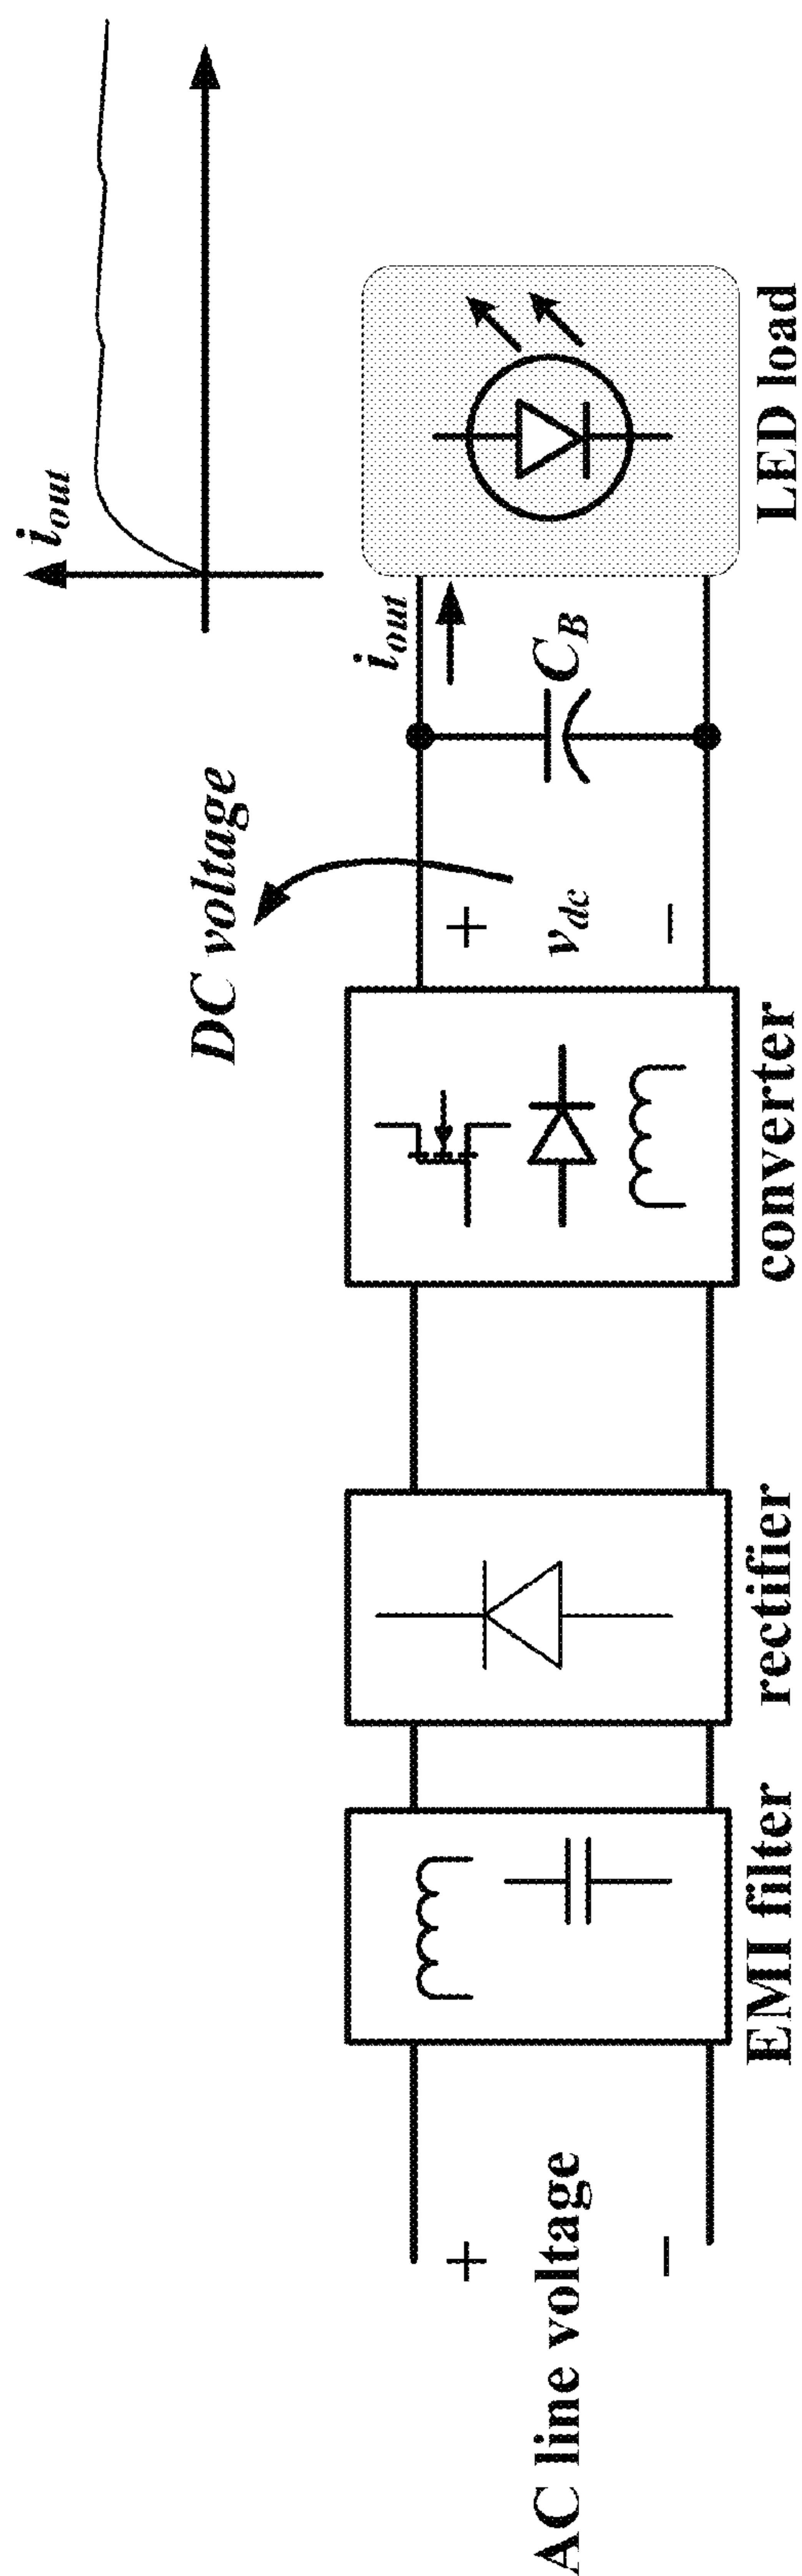 i_out
DC voltage
i_out
+
+
v_dc
C_B
AC line voltage
−
−
EMI filter
rectifier
converter
LED load